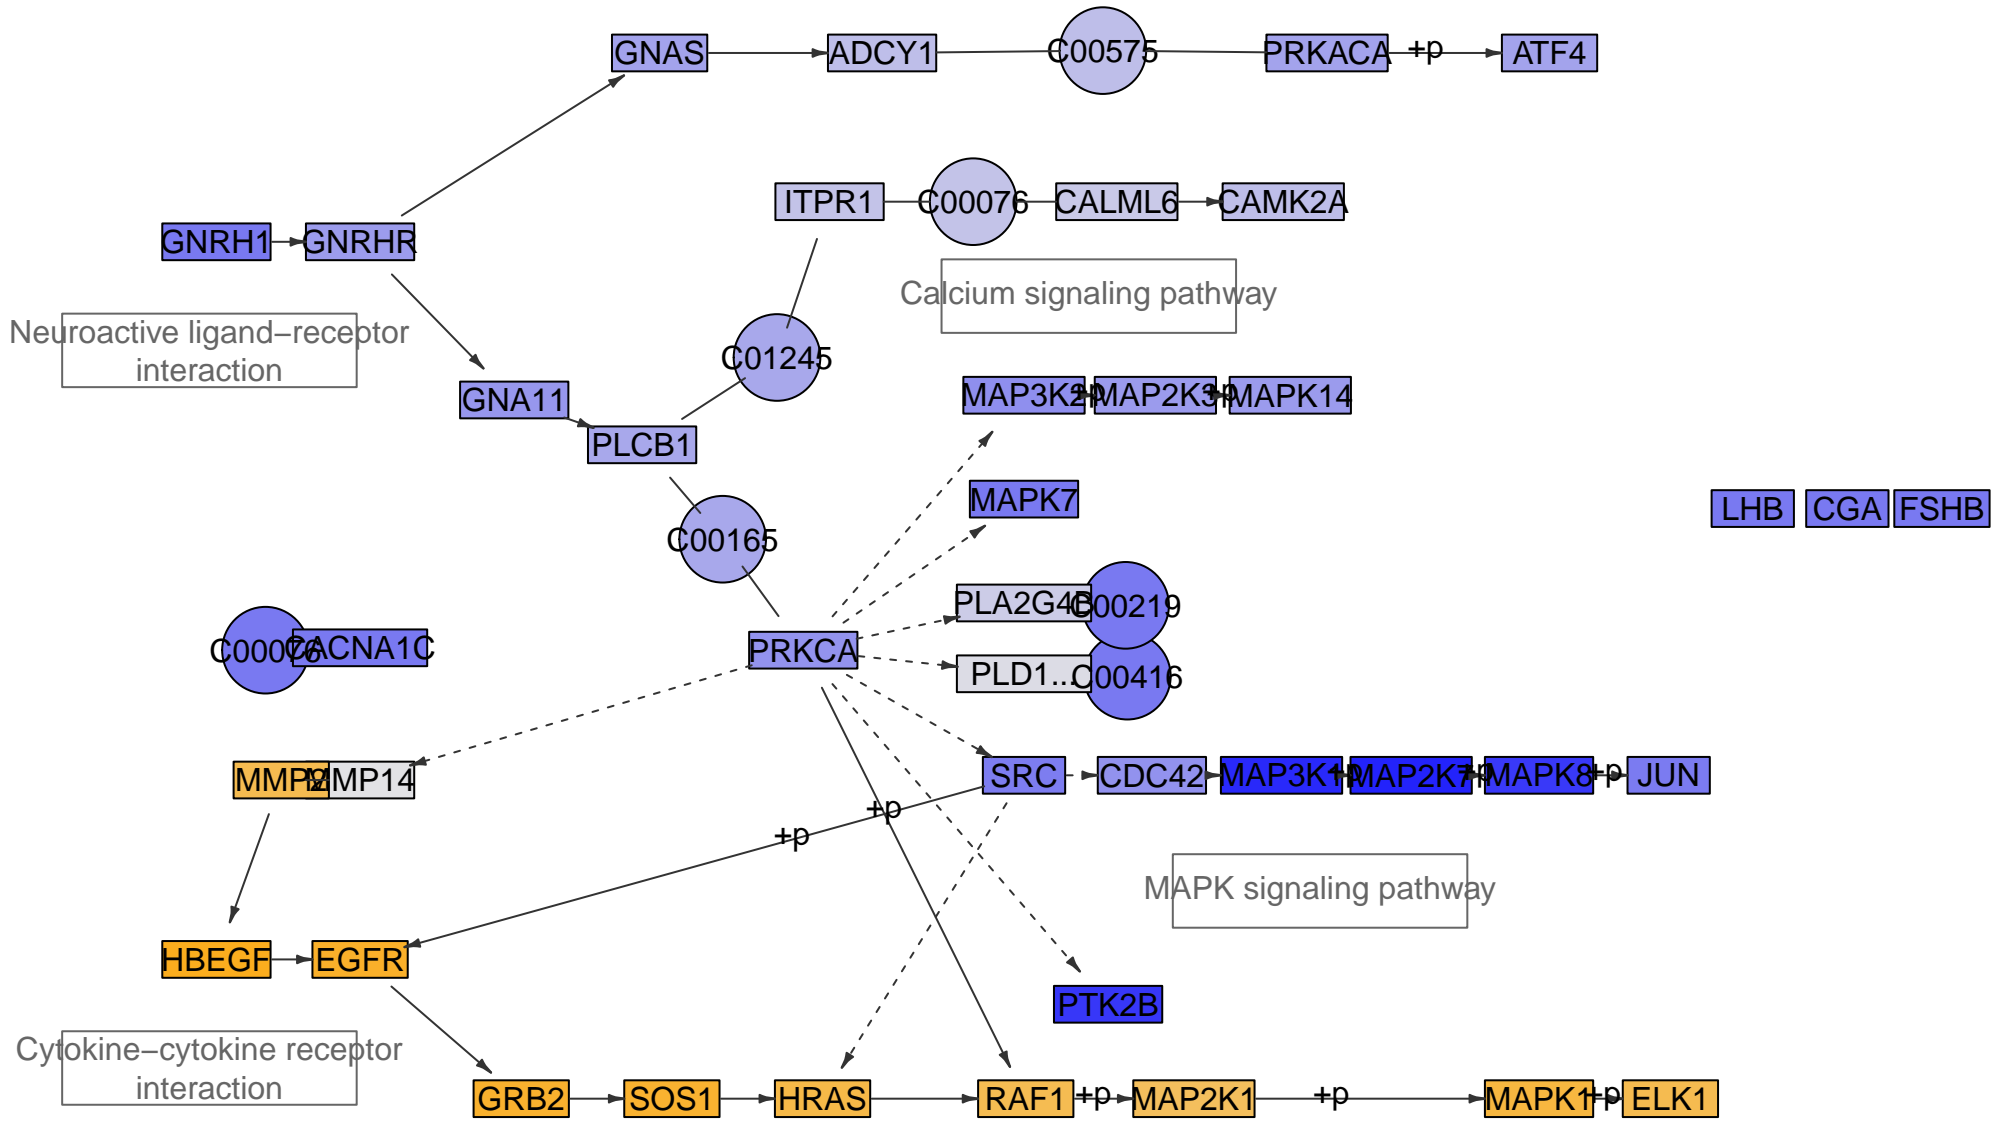 GNAS
ADCY1
C00575
PRKACA
+p
ATF4
ITPR1
C00076
CALML6
CAMK2A
GNRH1
GNRHR
Calcium signaling pathway
Neuroactive ligand–receptor
interaction
C01245
GNA11
MAP3K2
+p
MAP2K3
+p
MAPK14
PLCB1
MAPK7
LHB
CGA
FSHB
C00165
PLA2G4B
C00219
C00076
CACNA1C
PRKCA
PLD1...
C00416
MMP2
MMP14
SRC
CDC42
MAP3K1
+p
MAP2K7
+p
MAPK8
+p
JUN
+p
+p
MAPK signaling pathway
HBEGF
EGFR
PTK2B
Cytokine–cytokine receptor
interaction
GRB2
SOS1
HRAS
RAF1
+p
MAP2K1
+p
MAPK1
+p
ELK1